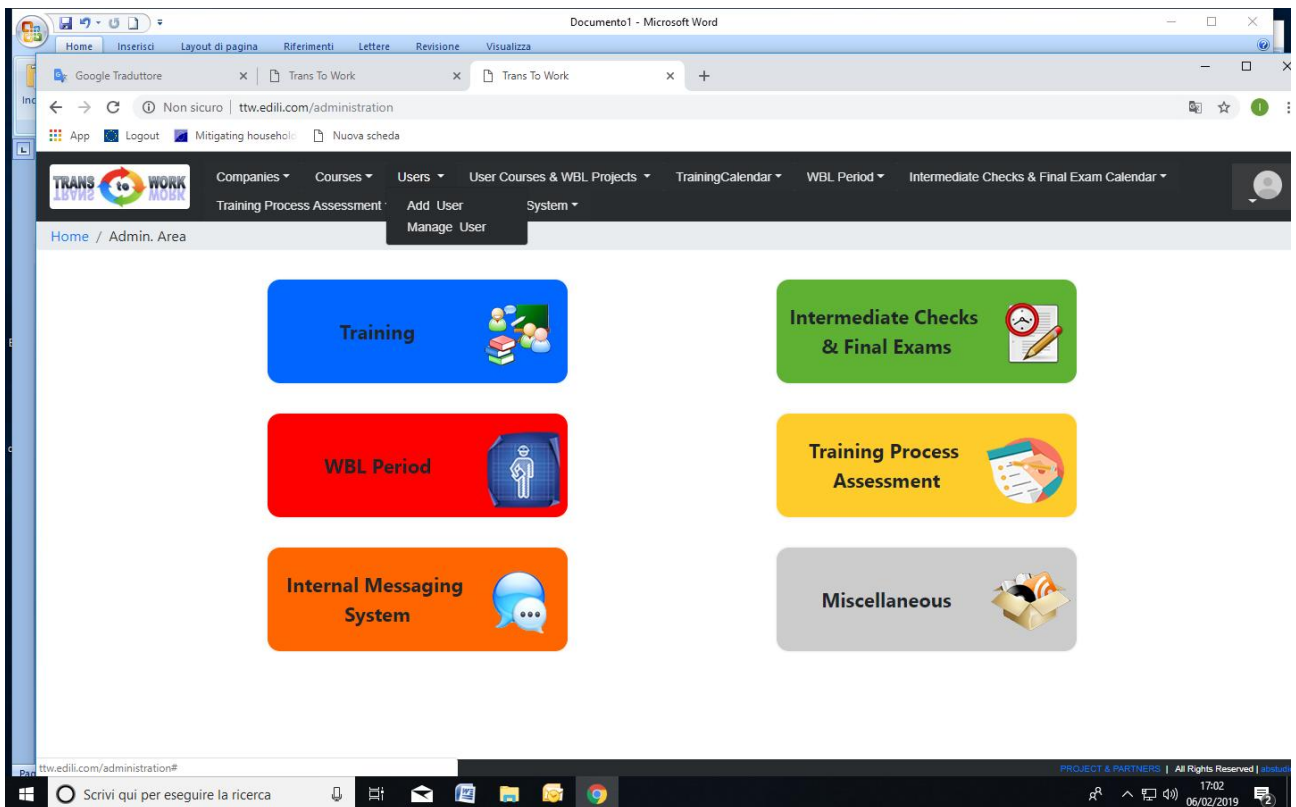 Documento1 - Microsoft Word
Home Inserisci Layout di pagina Riferimenti Lettere Revisione Visualizza
Google Traduttore Trans To Work Trans To Work
Non sicuro | ttw.edili.com/administration
App Logout Mitigating househol Nuova scheda
TRANS to WORK
Companies Courses Users User Courses & WBL Projects TrainingCalendar WBL Period Intermediate Checks & Final Exam Calendar
Training Process Assessment System
Add User
Manage User
Home / Admin. Area
Training
Intermediate Checks
& Final Exams
WBL Period
Training Process
Assessment
Internal Messaging
System
Miscellaneous
ttw.edili.com/administration#
PROJECT & PARTNERS | All Rights Reserved |
Scrivi qui per eseguire la ricerca
17:02
06/02/2019